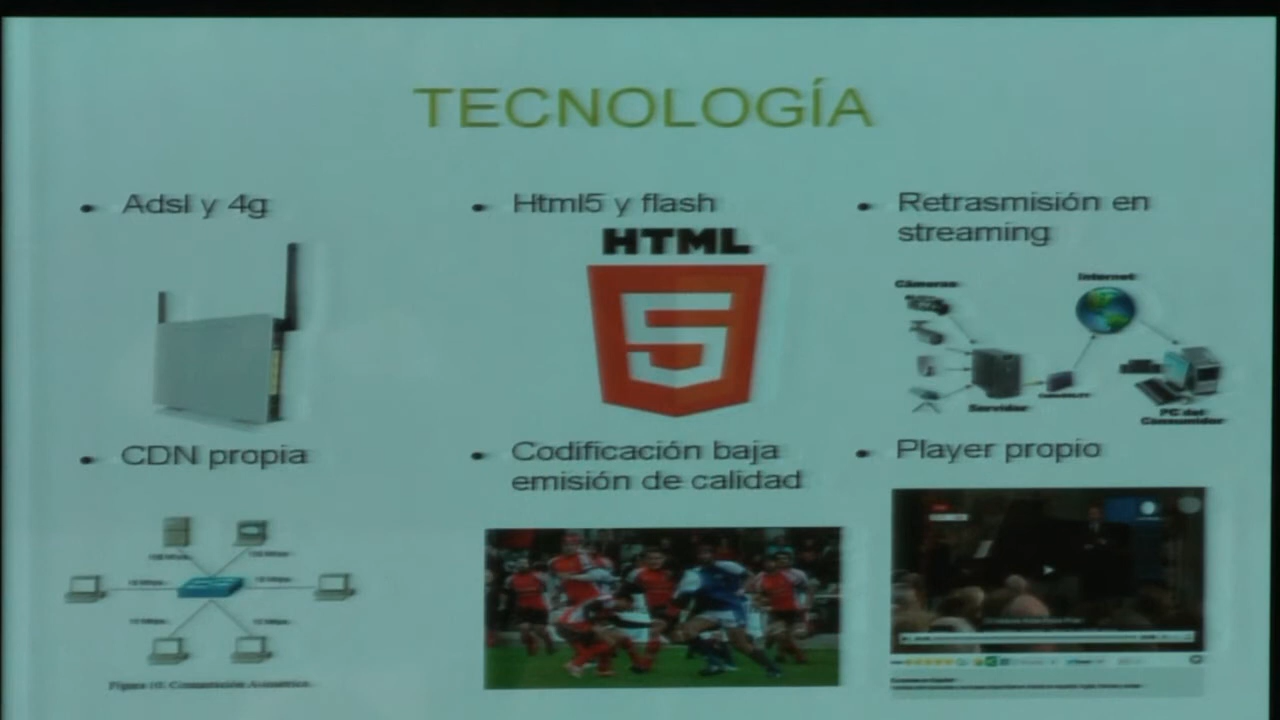 TECNOLOGÍA
• Adsl y 4g
• Html5 y flash
HTML
5
• Retrasmisión en
streaming
Cámaras
Internet
Servidor
PC del
Consumidor
• CDN propia
• Codificación baja
emisión de calidad
• Player propio